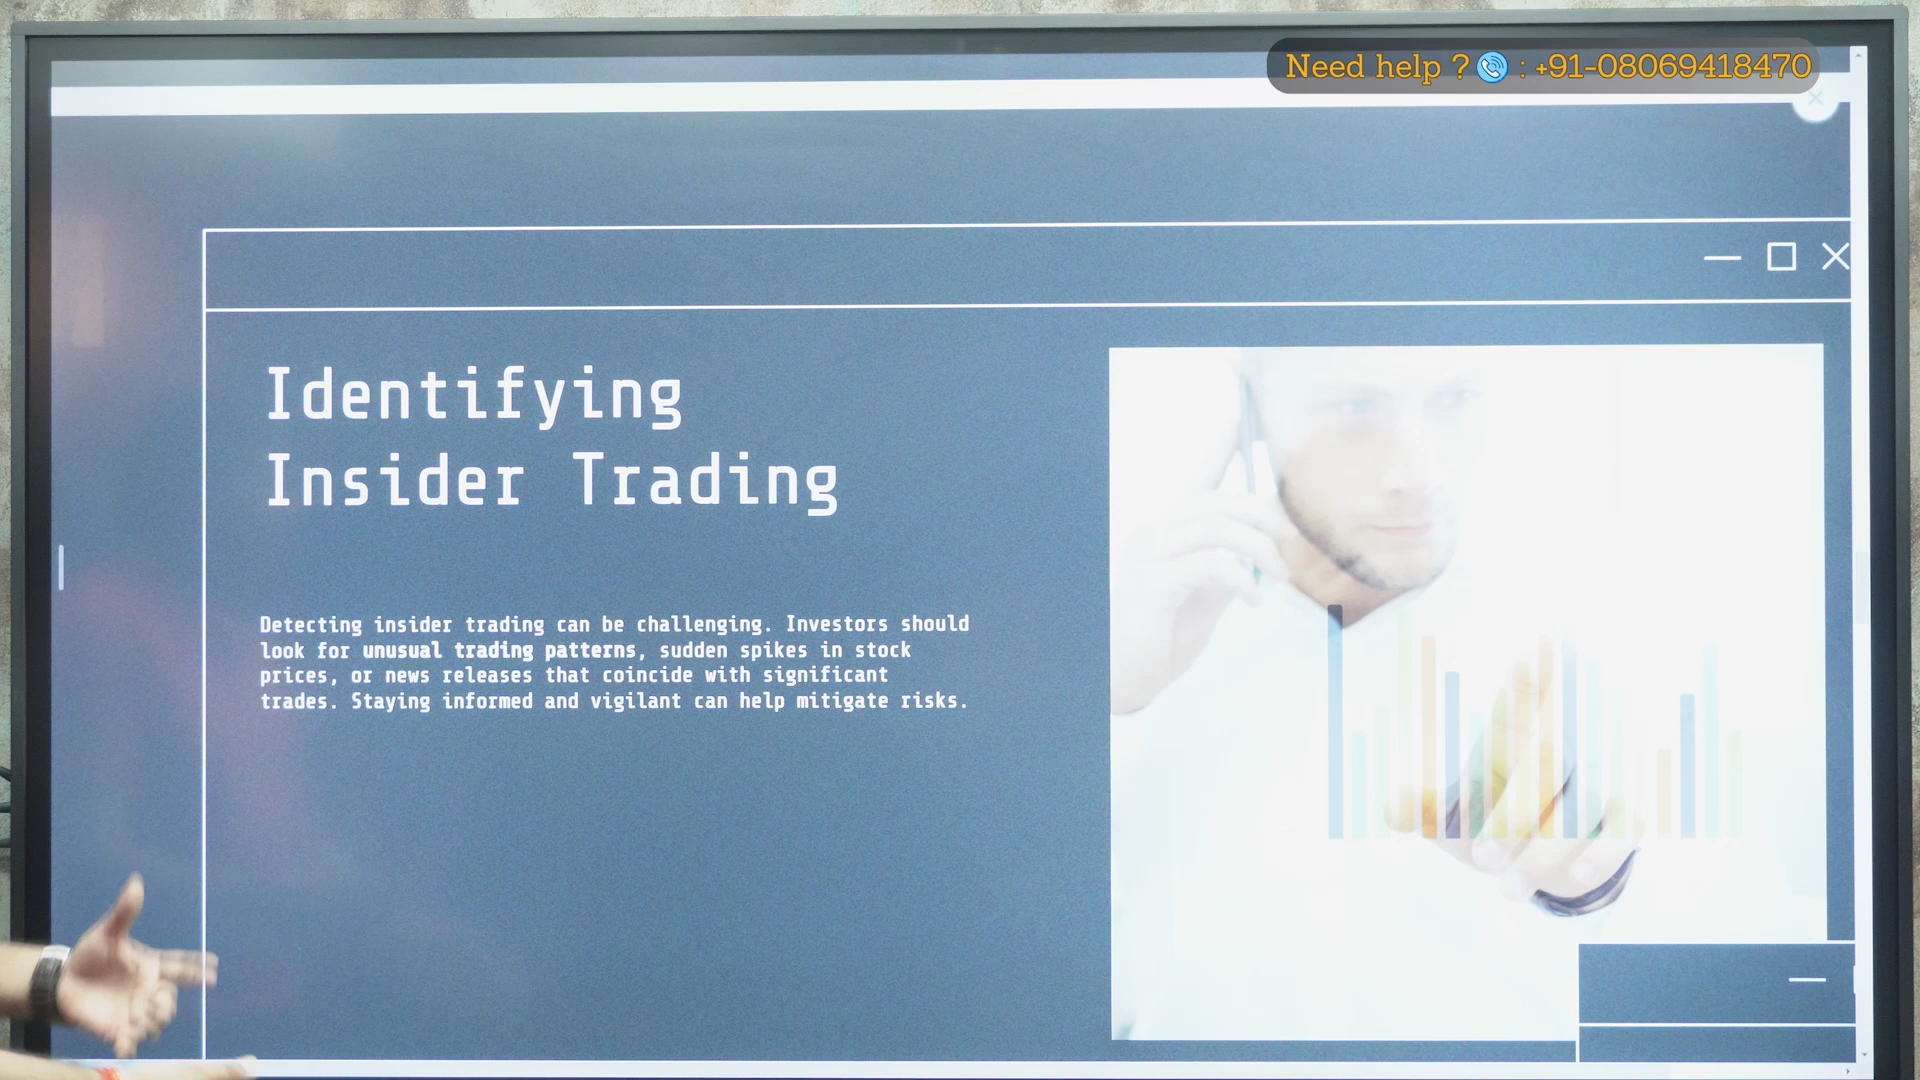 Need help ? : +91-08069418470
Identifying
Insider Trading
Detecting insider trading can be challenging. Investors should
look for unusual trading patterns, sudden spikes in stock
prices, or news releases that coincide with significant
trades. Staying informed and vigilant can help mitigate risks.